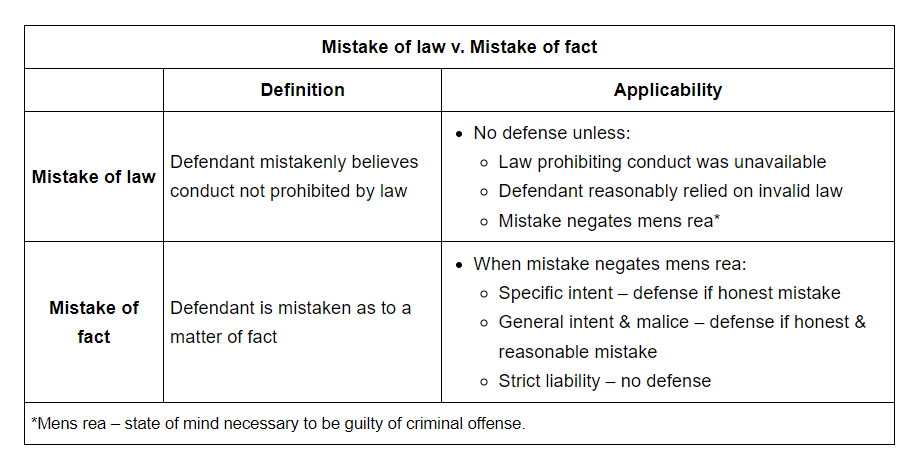 Mistake of law v. Mistake of fact
Definition
Applicability
Mistake of law
Defendant mistakenly believes
conduct not prohibited by law
• No defense unless:
○ Law prohibiting conduct was unavailable
○ Defendant reasonably relied on invalid law
○ Mistake negates mens rea*
Mistake of
fact
Defendant is mistaken as to a
matter of fact
• When mistake negates mens rea:
○ Specific intent – defense if honest mistake
○ General intent & malice – defense if honest &
reasonable mistake
○ Strict liability – no defense
*Mens rea – state of mind necessary to be guilty of criminal offense.